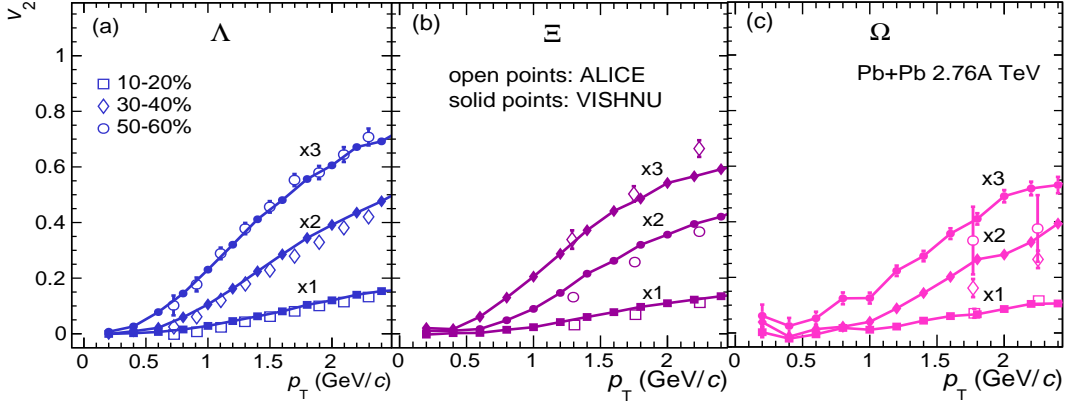 v2
(a)
Λ
10-20%
30-40%
50-60%
x3
x2
x1
1
0.8
0.6
0.4
0.2
0
0 0.5 1 1.5 2
pT (GeV/c)
(b)
Ξ
open points: ALICE
solid points: VISHNU
x3
x2
x1
0 0.5 1 1.5 2
pT (GeV/c)
(c)
Ω
Pb+Pb 2.76A TeV
x3
x2
x1
0 0.5 1 1.5 2
pT (GeV/c)